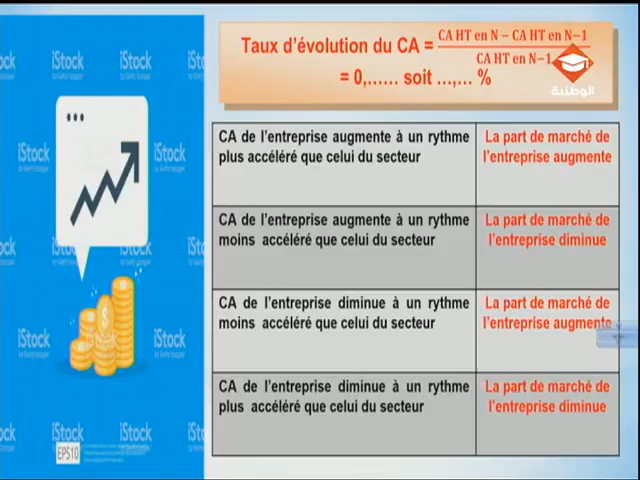 Taux d'évolution du CA = CA HT en N − CA HT en N−1
CA HT en N−1
= 0,...... soit ...,... %
الوطنية
CA de l'entreprise augmente à un rythme
plus accéléré que celui du secteur
La part de marché de
l'entreprise augmente
CA de l'entreprise augmente à un rythme
moins accéléré que celui du secteur
La part de marché de
l'entreprise diminue
CA de l'entreprise diminue à un rythme
moins accéléré que celui du secteur
La part de marché de
l'entreprise augmente
CA de l'entreprise diminue à un rythme
plus accéléré que celui du secteur
La part de marché de
l'entreprise diminue
iStock
iStock
iStock
iStock
iStock
iStock
iStock
iStock
iStock
EPS10